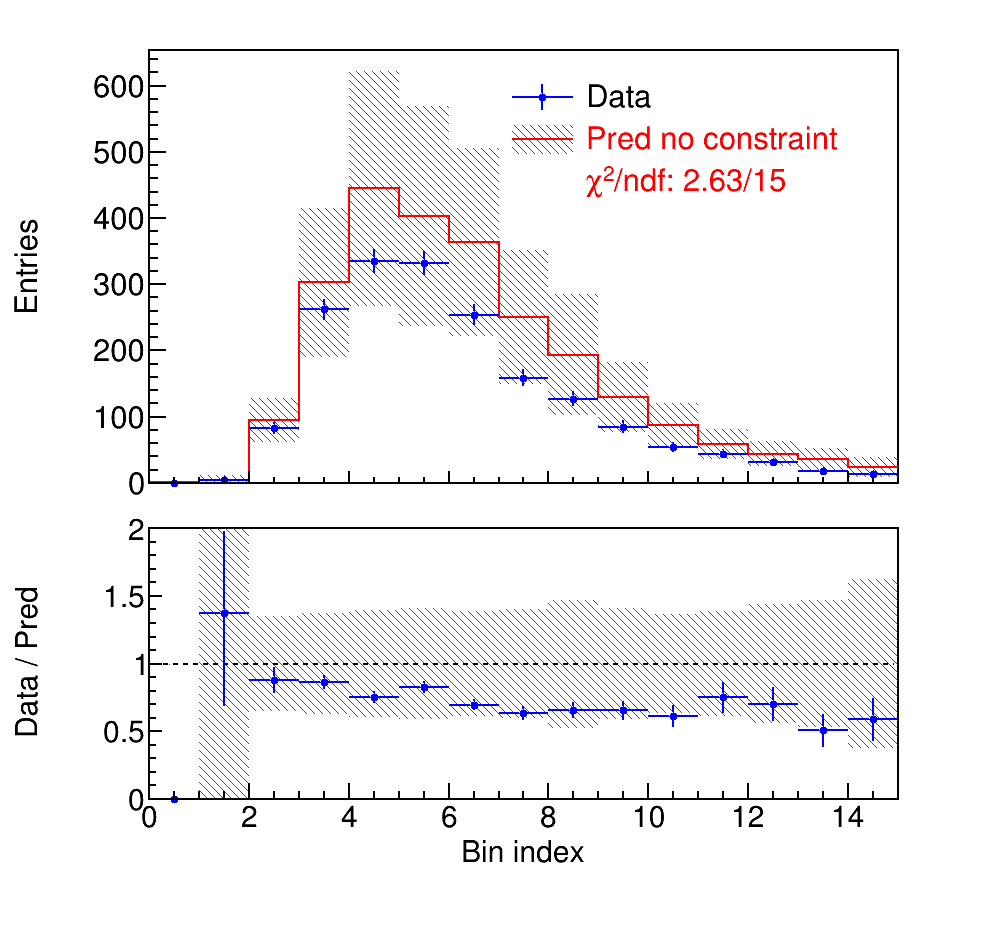 600
500
400
300
200
100
0
Entries
Data
Pred no constraint
χ²/ndf: 2.63/15
2
1.5
1
0.5
0
Data / Pred
0 2 4 6 8 10 12 14
Bin index